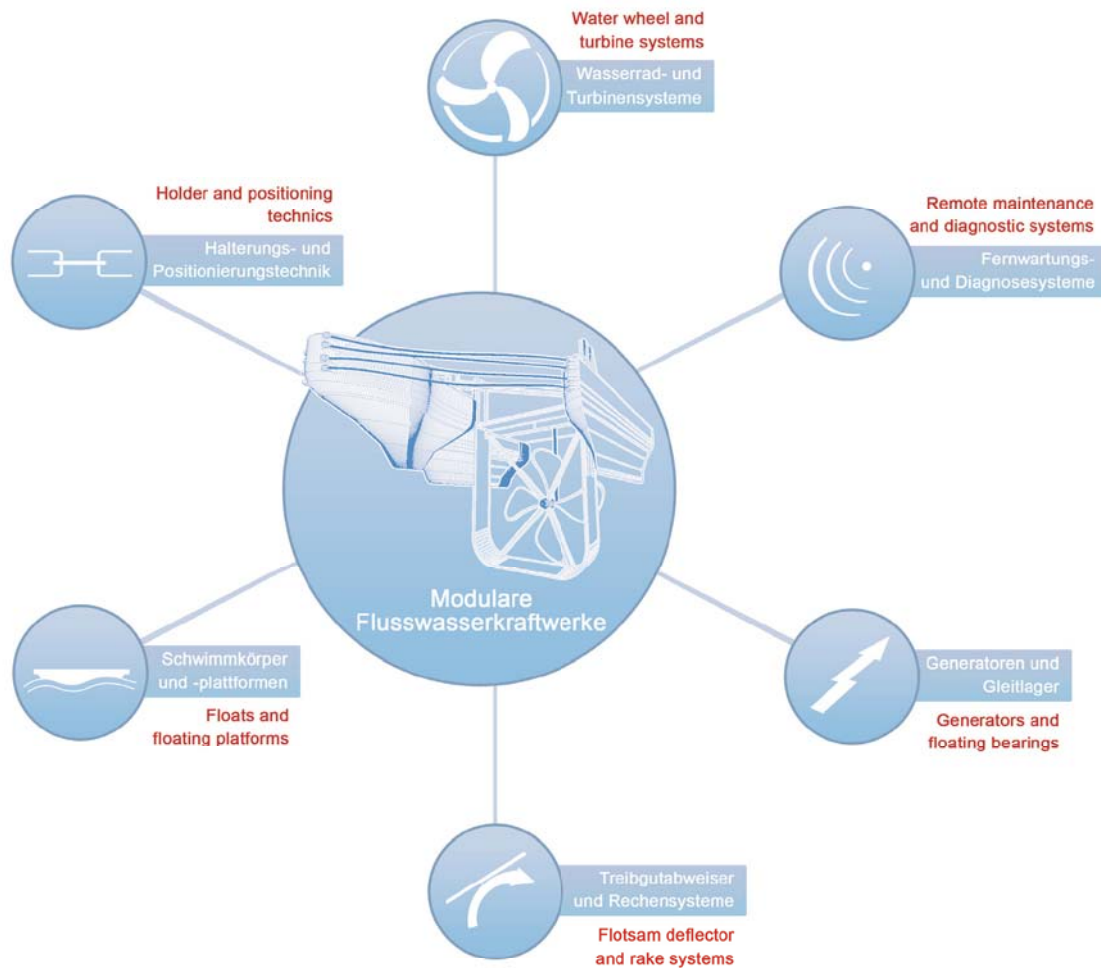 Water wheel and
turbine systems
Wasserrad- und
Turbinensysteme
Holder and positioning
technics
Halterungs- und
Positionierungstechnik
Remote maintenance
and diagnostic systems
Fernwartungs-
und Diagnosesysteme
Modulare
Flusswasserkraftwerke
Schwimmkörper
und -plattformen
Floats and
floating platforms
Generatoren und
Gleitlager
Generators and
floating bearings
Treibgutabweiser
und Rechensysteme
Flotsam deflector
and rake systems